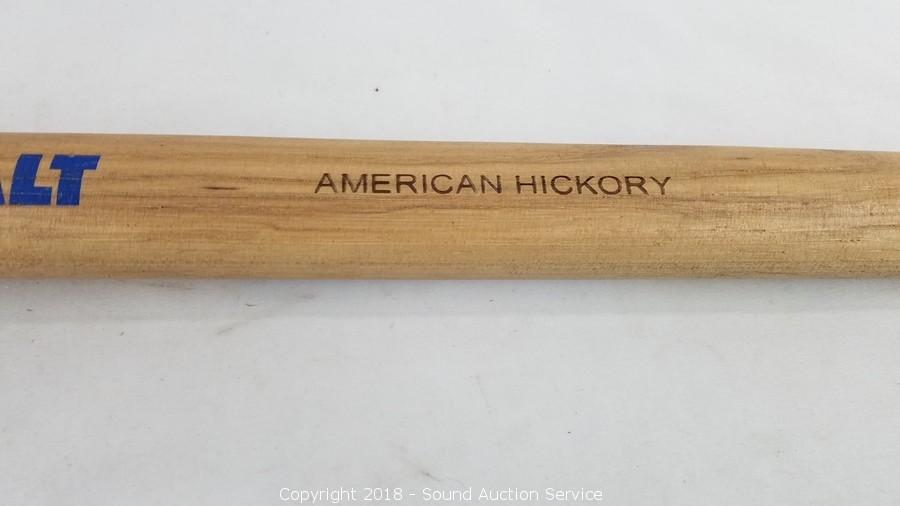 ALT
AMERICAN HICKORY
Copyright 2018 - Sound Auction Service